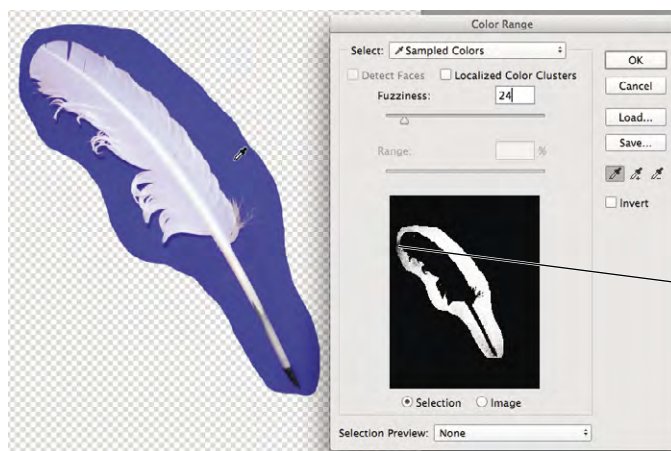 Color Range
Select: Sampled Colors
OK
Detect Faces Localized Color Clusters
Cancel
Fuzziness: 24
Load...
Save...
Range: %
Invert
Selection Image
Selection Preview: None